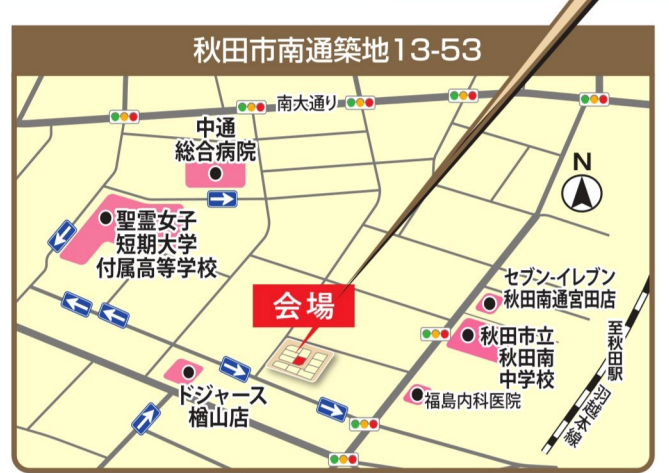 秋田市南通築地13-53
南大通り
中通
総合病院
N
聖霊女子
短期大学
付属高等学校
セブン-イレブン
秋田南通宮田店
会場
秋田市立
秋田南
中学校
至秋田駅
羽越本線
ドジャース
楢山店
福島内科医院